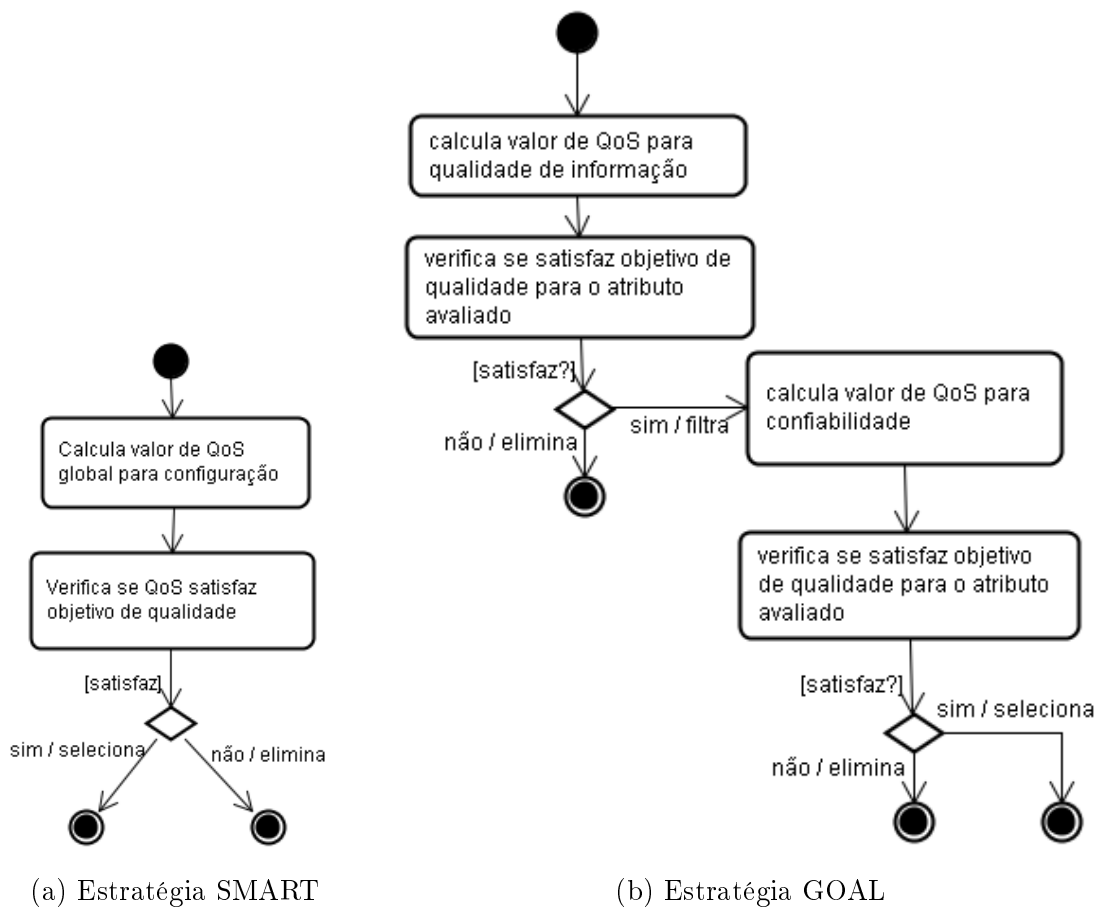 Calcula valor de QoS
global para configuração
Verifica se QoS satisfaz
objetivo de qualidade
[satisfaz]
sim / seleciona
não / elimina
(a) Estratégia SMART
calcula valor de QoS para
qualidade de informação
verifica se satisfaz objetivo de
qualidade para o atributo
avaliado
[satisfaz?]
sim / filtra
não / elimina
calcula valor de QoS para
confiabilidade
verifica se satisfaz objetivo
de qualidade para o atributo
avaliado
[satisfaz?]
sim / seleciona
não / elimina
(b) Estratégia GOAL